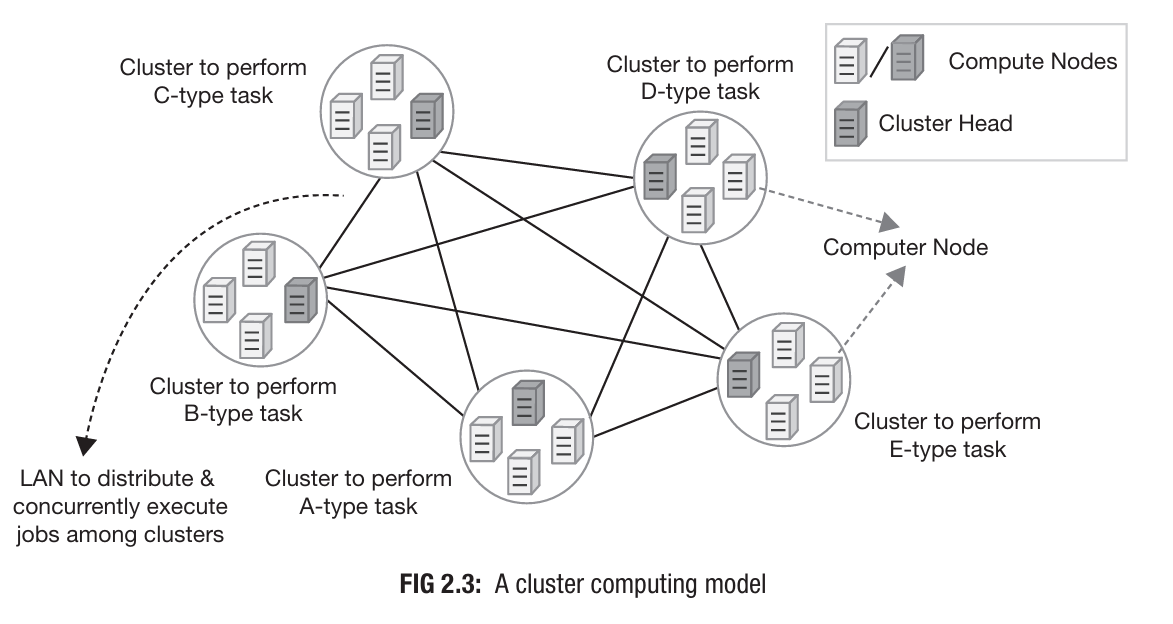 Cluster to perform
C-type task
Cluster to perform
D-type task
Compute Nodes
Cluster Head
Computer Node
Cluster to perform
B-type task
Cluster to perform
E-type task
LAN to distribute &
concurrently execute
jobs among clusters
Cluster to perform
A-type task
FIG 2.3: A cluster computing model